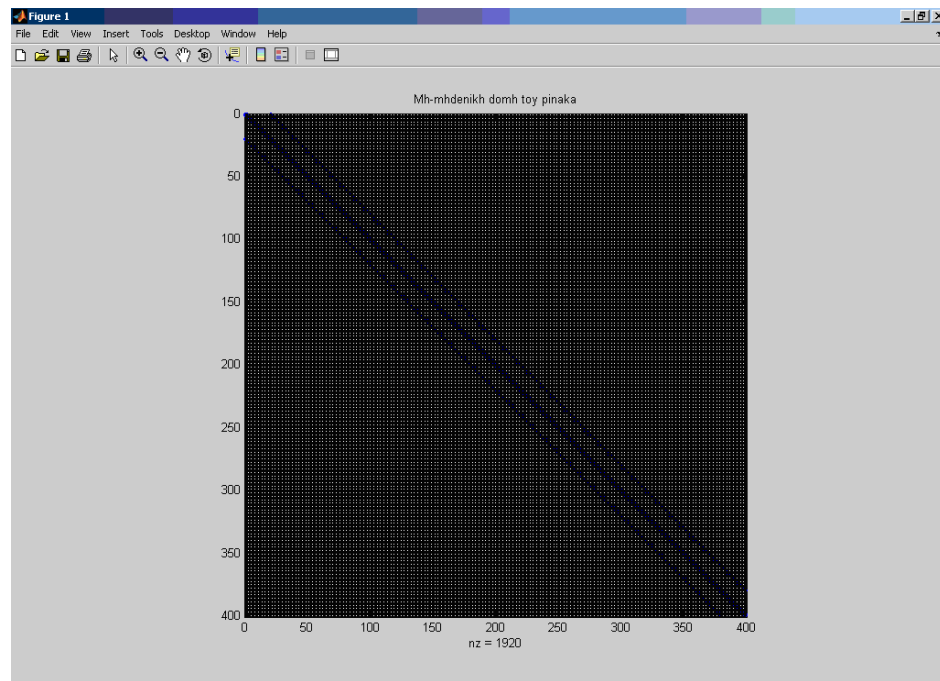 Figure 1
File Edit View Insert Tools Desktop Window Help
Mh-mhdenikh domh toy pinaka
0
50
100
150
200
250
300
350
400
0 50 100 150 200 250 300 350 400
nz = 1920